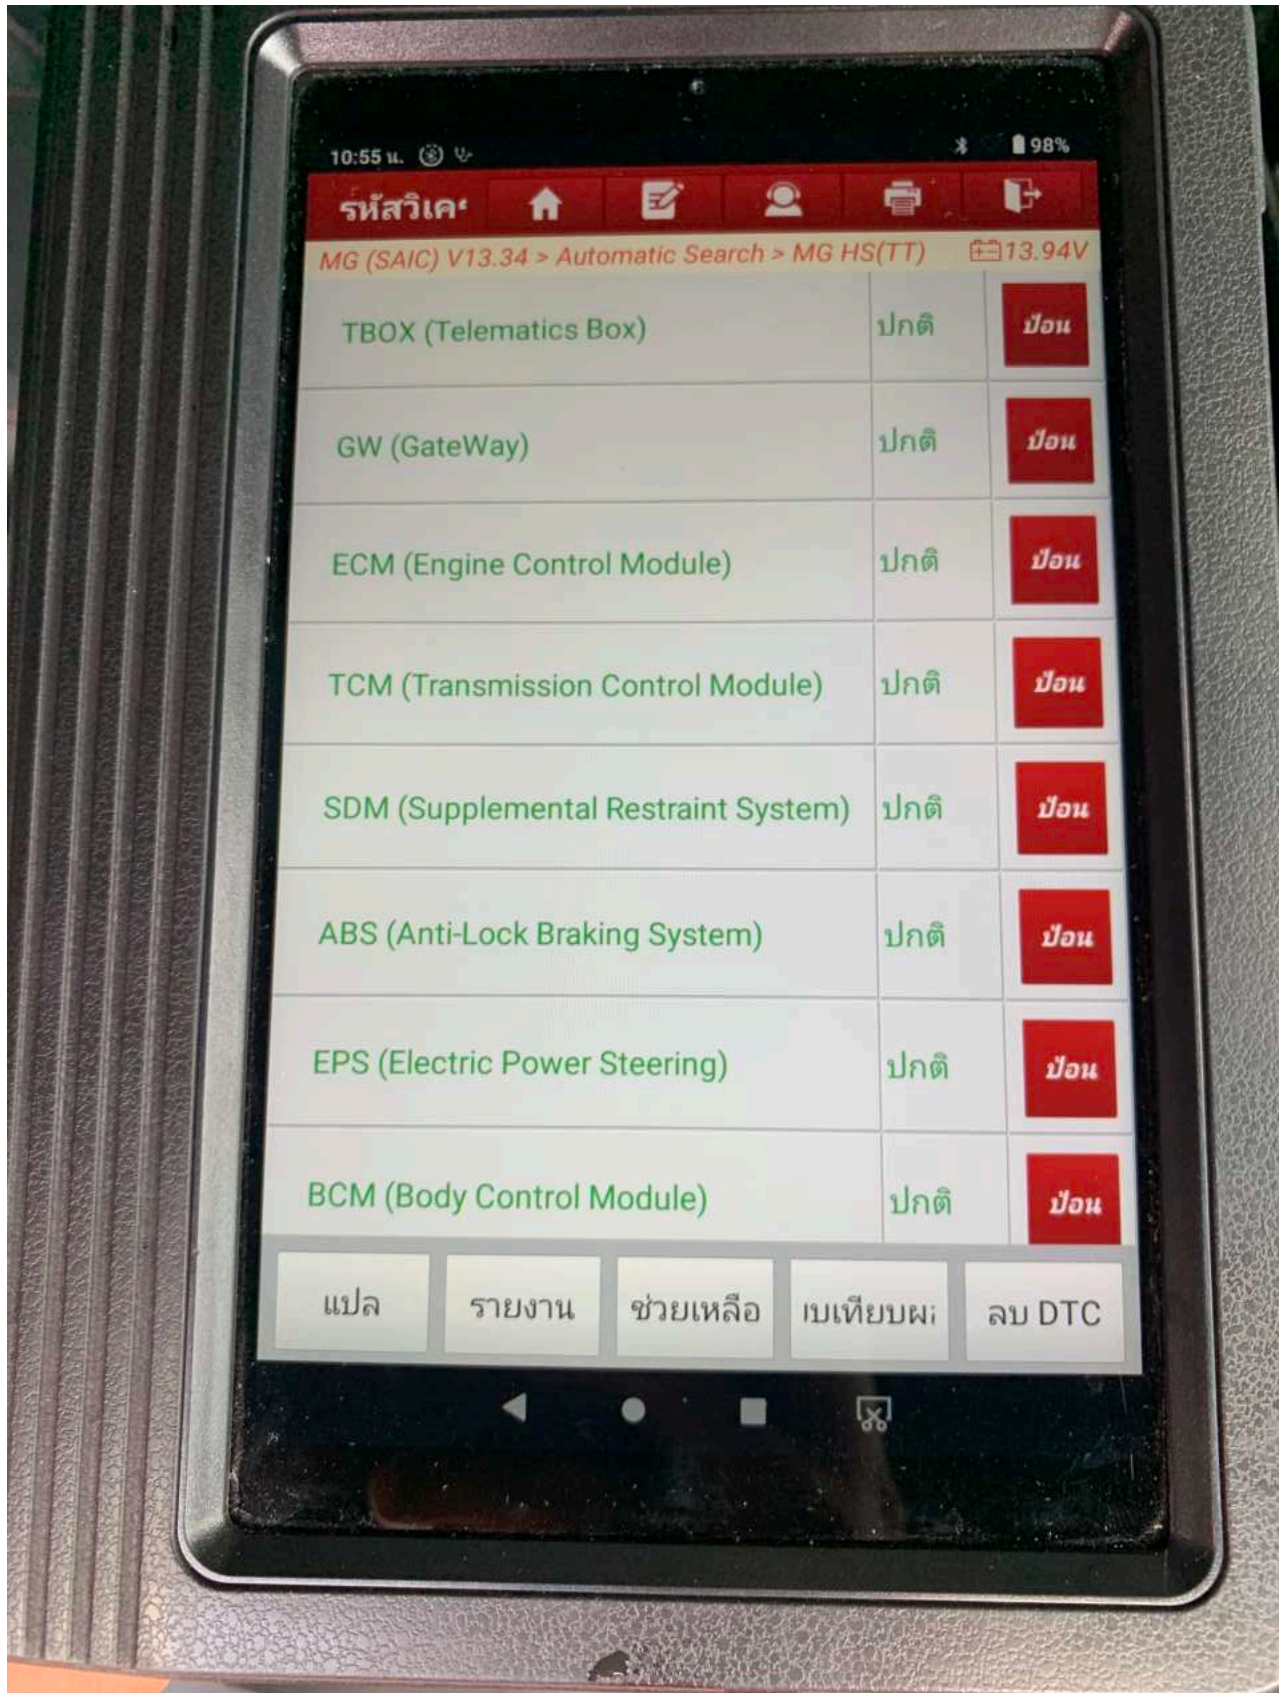 10:55 น. 98%
รหัสวิเค
MG (SAIC) V13.34 > Automatic Search > MG HS(TT) 13.94V
TBOX (Telematics Box) ปกติ ป้อน
GW (GateWay) ปกติ ป้อน
ECM (Engine Control Module) ปกติ ป้อน
TCM (Transmission Control Module) ปกติ ป้อน
SDM (Supplemental Restraint System) ปกติ ป้อน
ABS (Anti-Lock Braking System) ปกติ ป้อน
EPS (Electric Power Steering) ปกติ ป้อน
BCM (Body Control Module) ปกติ ป้อน
แปล รายงาน ช่วยเหลือ บเทียบผล ลบ DTC